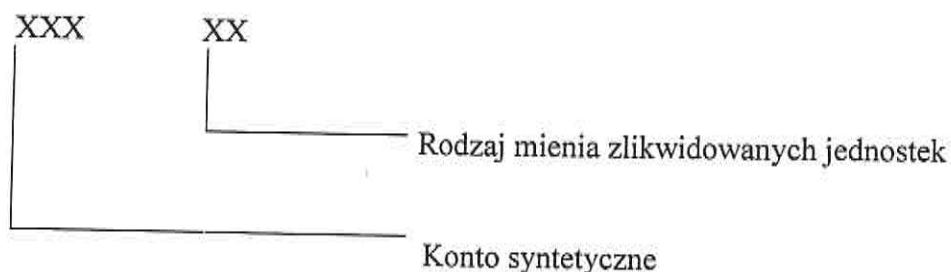 XXX XX
Rodzaj mienia zlikwidowanych jednostek
Konto syntetyczne